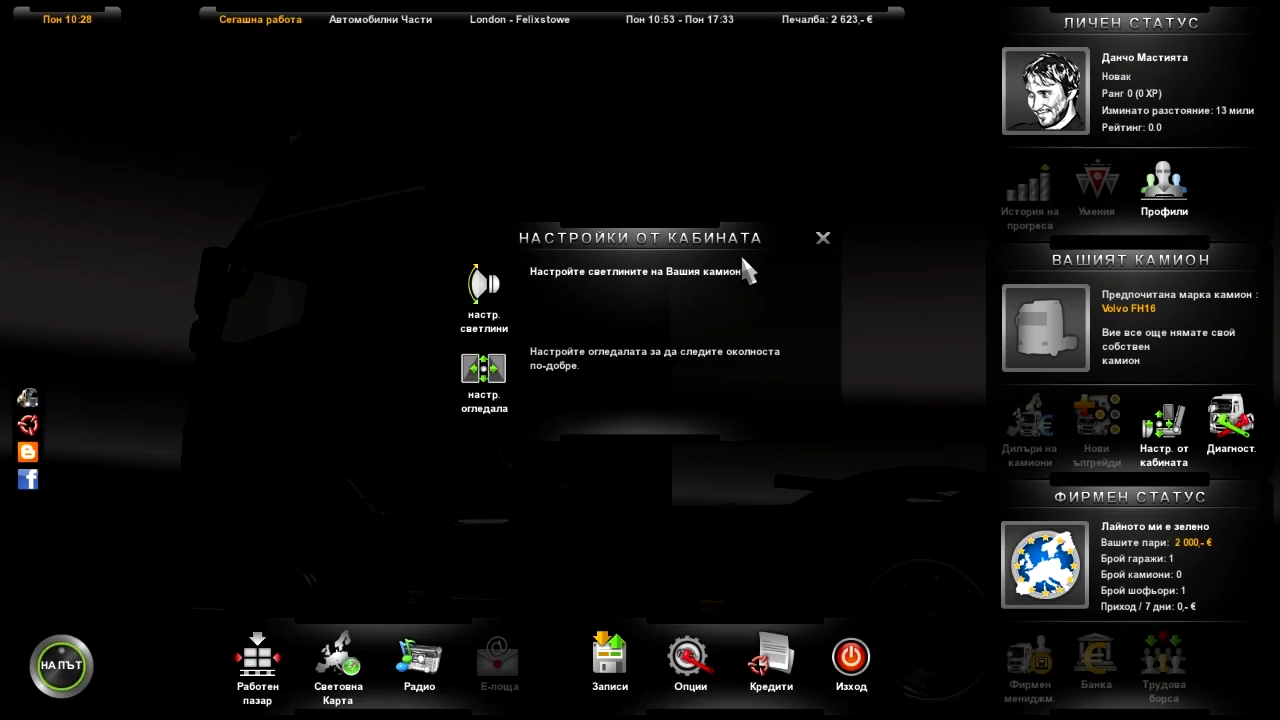 Пон 10:28
Сегашна работа
Автомобилни Части
London - Felixstowe
Пон 10:53 - Пон 17:33
Печалба: 2 623,- €
ЛИЧЕН СТАТУС
Данчо Мастията
Новак
Ранг 0 (0 XP)
Изминато разстояние: 13 мили
Рейтинг: 0.0
История на
прогреса
Умения
Профили
НАСТРОЙКИ ОТ КАБИНАТА
Настройте светлините на Вашия камион
настр.
светлини
Настройте огледалата за да следите околноста
по-добре.
настр.
огледала
ВАШИЯТ КАМИОН
Предпочитана марка камион :
Volvo FH16
Вие все още нямате свой
собствен
камион
Дилъри на
камиони
Нови
ъпгрейди
Настр. от
кабината
Диагност.
ФИРМЕН СТАТУС
Лайното ми е зелено
Вашите пари: 2 000,- €
Брой гаражи: 1
Брой камиони: 0
Брой шофьори: 1
Приход / 7 дни: 0,- €
Фирмен
мениджм.
Банка
Трудова
борса
НА ПЪТ
Работен
пазар
Световна
Карта
Радио
Е-поща
Записи
Опции
Кредити
Изход